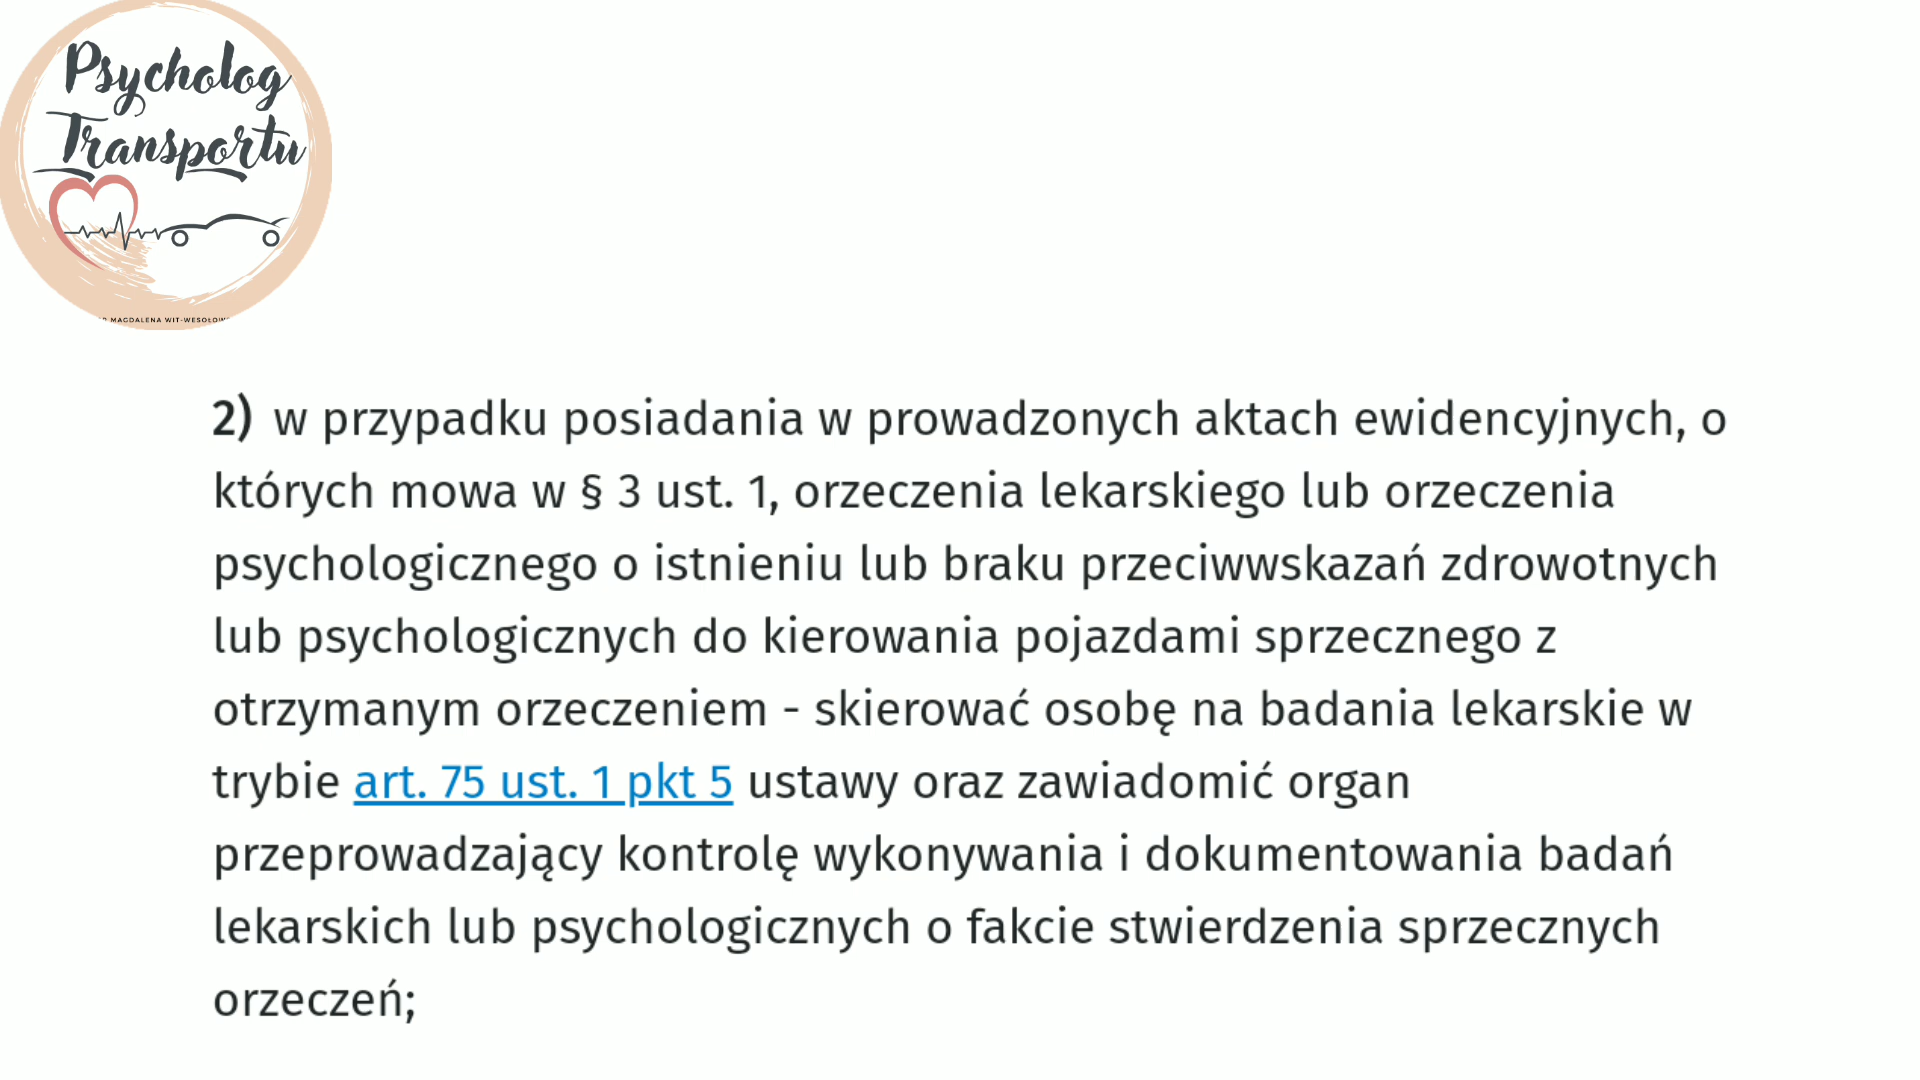 Psycholog
Transportu
MAGDALENA WIT-WESOŁOW
2) w przypadku posiadania w prowadzonych aktach ewidencyjnych, o
których mowa w § 3 ust. 1, orzeczenia lekarskiego lub orzeczenia
psychologicznego o istnieniu lub braku przeciwwskazań zdrowotnych
lub psychologicznych do kierowania pojazdami sprzecznego z
otrzymanym orzeczeniem - skierować osobę na badania lekarskie w
trybie art. 75 ust. 1 pkt 5 ustawy oraz zawiadomić organ
przeprowadzający kontrolę wykonywania i dokumentowania badań
lekarskich lub psychologicznych o fakcie stwierdzenia sprzecznych
orzeczeń;